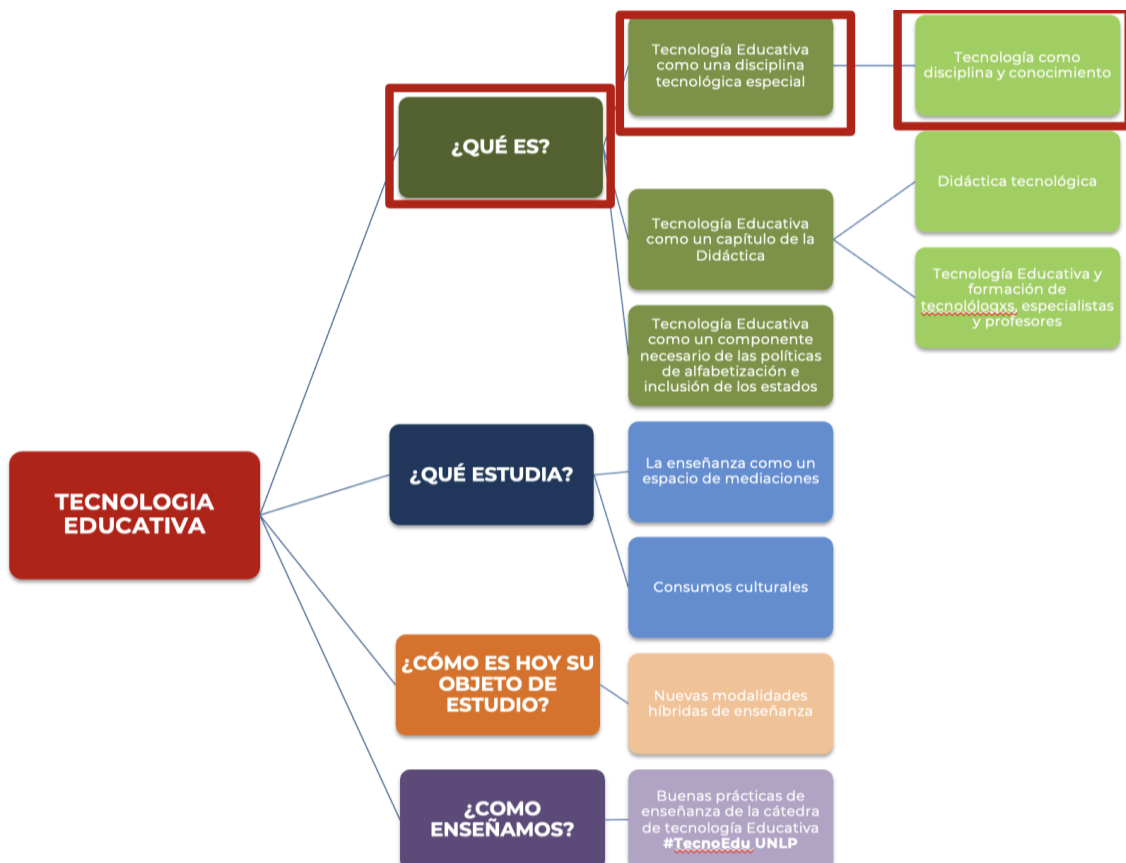 TECNOLOGIA
EDUCATIVA
¿QUÉ ES?
Tecnología Educativa
como una disciplina
tecnológica especial
Tecnología como
disciplina y conocimiento
Tecnología Educativa
como un capítulo de la
Didáctica
Didáctica tecnológica
Tecnología Educativa y
formación de
tecnolólogxs, especialistas
y profesores
Tecnología Educativa
como un componente
necesario de las políticas
de alfabetización e
inclusión de los estados
¿QUÉ ESTUDIA?
La enseñanza como un
espacio de mediaciones
Consumos culturales
¿CÓMO ES HOY SU
OBJETO DE
ESTUDIO?
Nuevas modalidades
híbridas de enseñanza
¿COMO
ENSEÑAMOS?
Buenas prácticas de
enseñanza de la cátedra
de tecnología Educativa
#TecnoEdu UNLP